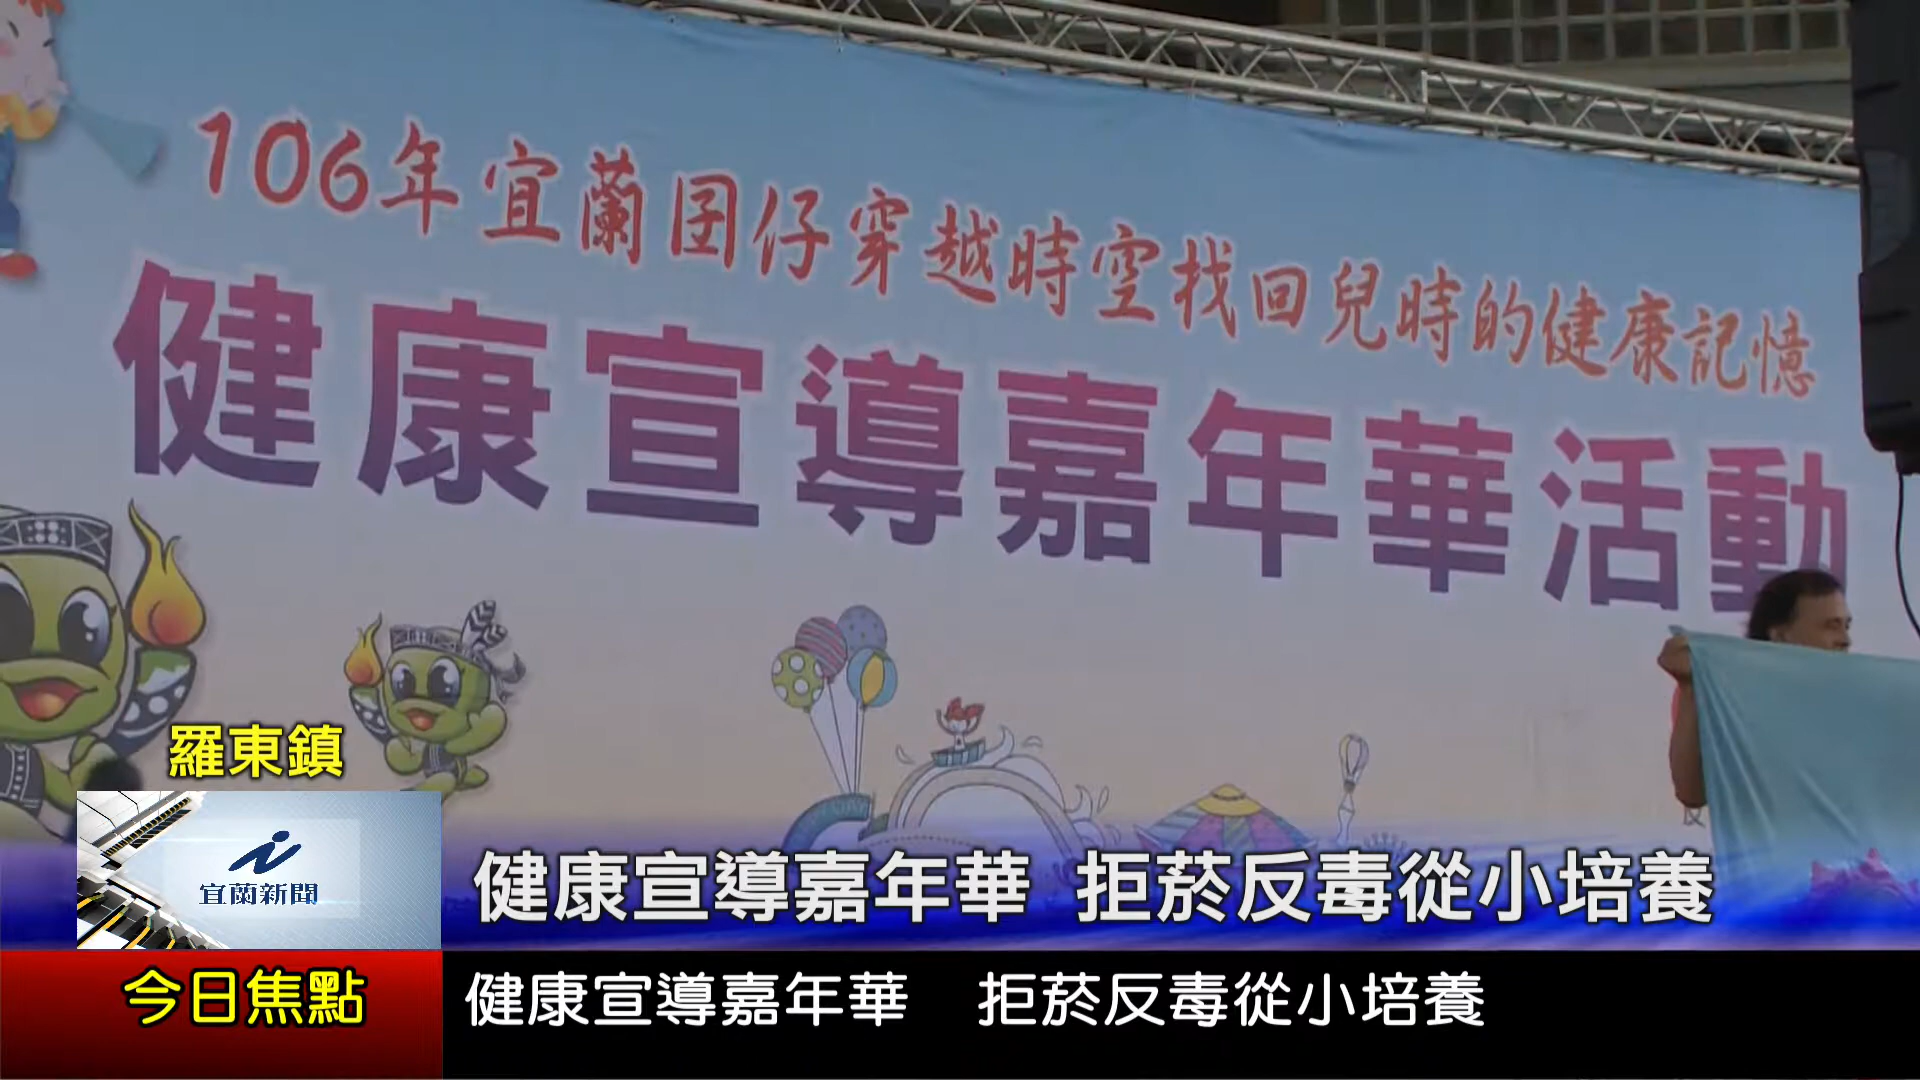 106年宜蘭囝仔穿越時空找回兒時的健康記憶
健康宣導嘉年華活動
羅東鎮
宜蘭新聞
健康宣導嘉年華 拒菸反毒從小培養
今日焦點
健康宣導嘉年華 拒菸反毒從小培養